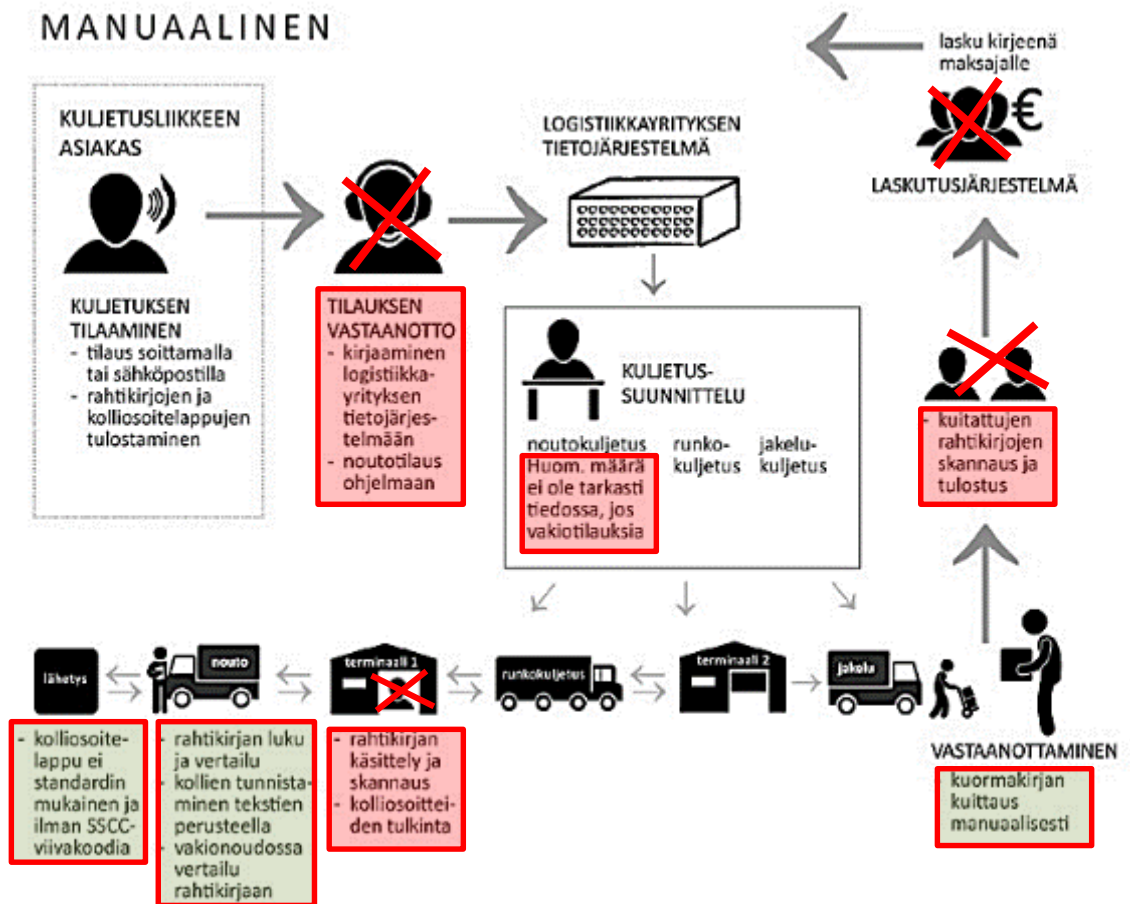 MANUAALINEN
lasku kirjeenä
maksajalle
€
LASKUTUSJÄRJESTELMÄ
KULJETUSLIIKKEEN
ASIAKAS
LOGISTIIKKAYRITYKSEN
TIETOJÄRJESTELMÄ
KULJETUKSEN
TILAAMINEN
- tilaus soittamalla
tai sähköpostilla
- rahtikirjojen ja
kolliosoitelappujen
tulostaminen
TILAUKSEN
VASTAANOTTO
- kirjaaminen
logistiikka-
yrityksen
tietojärjes-
telmään
- noutotilaus
ohjelmaan
KULJETUS-
SUUNNITTELU
noutokuljetus
Huom. määrä
ei ole tarkasti
tiedossa, jos
vakiotilauksia
runko-
kuljetus
jakelu-
kuljetus
- kuitattujen
rahtikirjojen
skannaus ja
tulostus
lähetys
nouto
terminaali 1
runkokuljetus
terminaali 2
jakelu
- kolliosoite-
lappu ei
standardin
mukainen ja
ilman SSCC-
viivakoodia
- rahtikirjan luku
ja vertailu
- kollien tunnista-
minen tekstien
perusteella
- vakionoudossa
vertailu
rahtikirjaan
- rahtikirjan
käsittely ja
skannaus
- kolliosoittei-
den tulkinta
VASTAANOTTAMINEN
- kuormakirjan
kuittaus
manuaalisesti